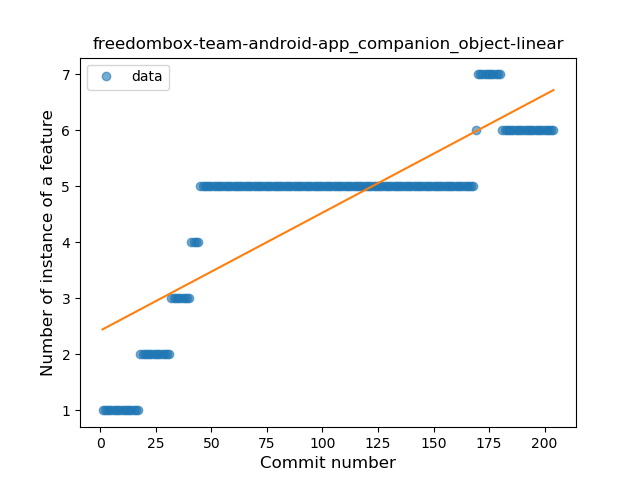 freedombox-team-android-app_companion_object-linear
data
Number of instance of a feature
7
6
5
4
3
2
1
0 25 50 75 100 125 150 175 200
Commit number